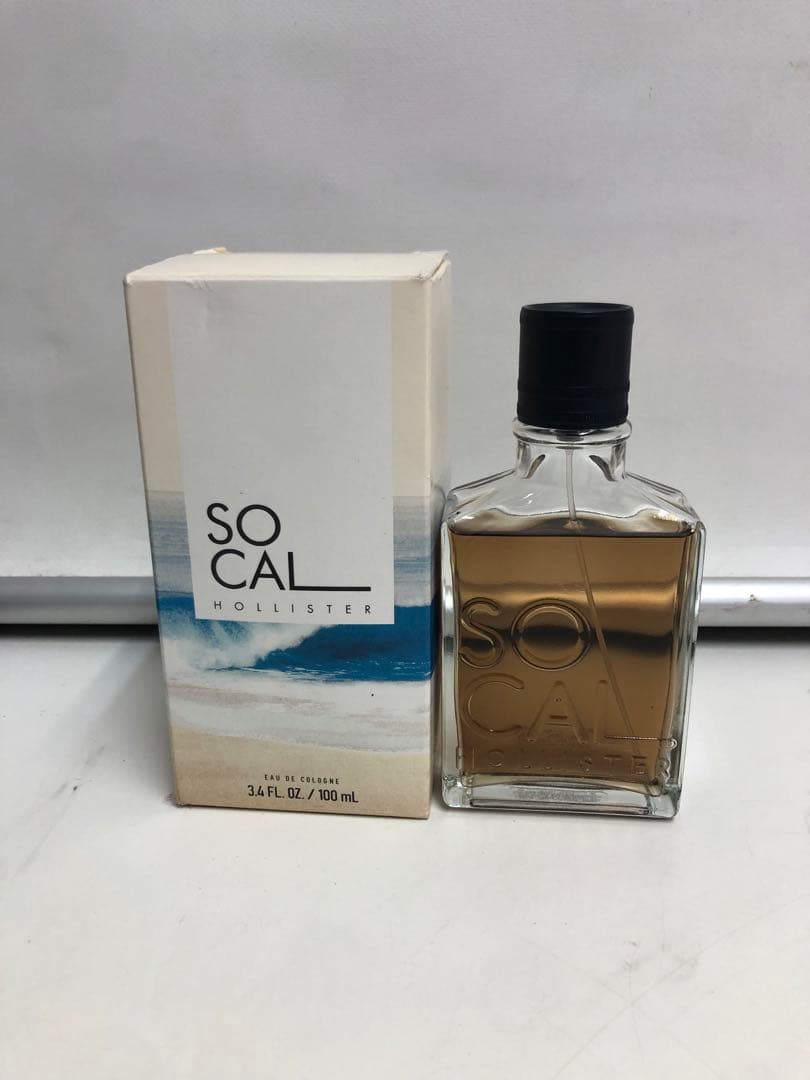 SO
CAL
HOLLISTER
EAU DE COLOGNE
3.4 FL. OZ. / 100 mL
SO
CAL
HOLLISTER